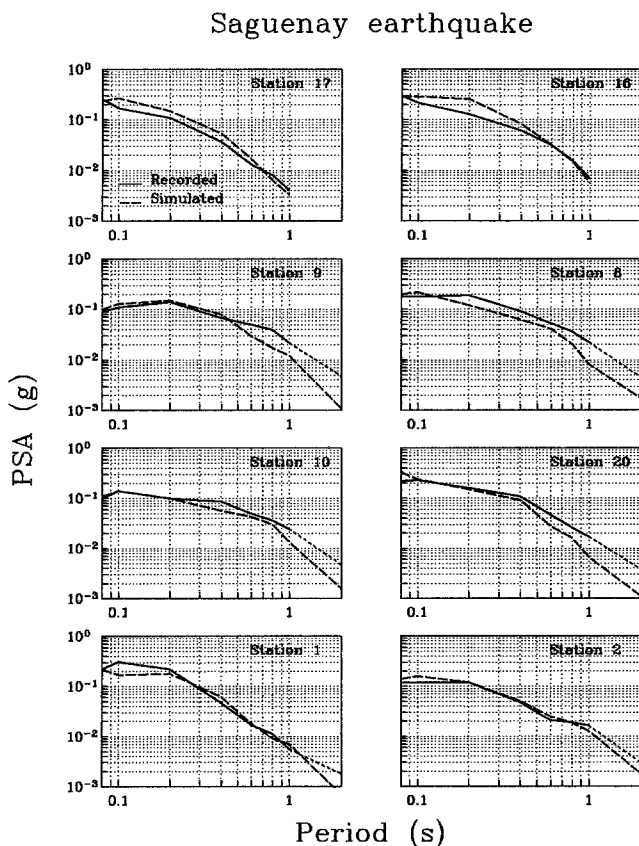 Saguenay earthquake
10⁰
10⁻¹
10⁻²
10⁻³
Station 17
Recorded
Simulated
0.1
1
Station 16
0.1
1
10⁰
10⁻¹
10⁻²
10⁻³
Station 9
0.1
1
Station 8
0.1
1
PSA (g)
10⁰
10⁻¹
10⁻²
10⁻³
Station 10
0.1
1
Station 20
0.1
1
10⁰
10⁻¹
10⁻²
10⁻³
Station 1
0.1
1
Station 2
0.1
1
Period (s)